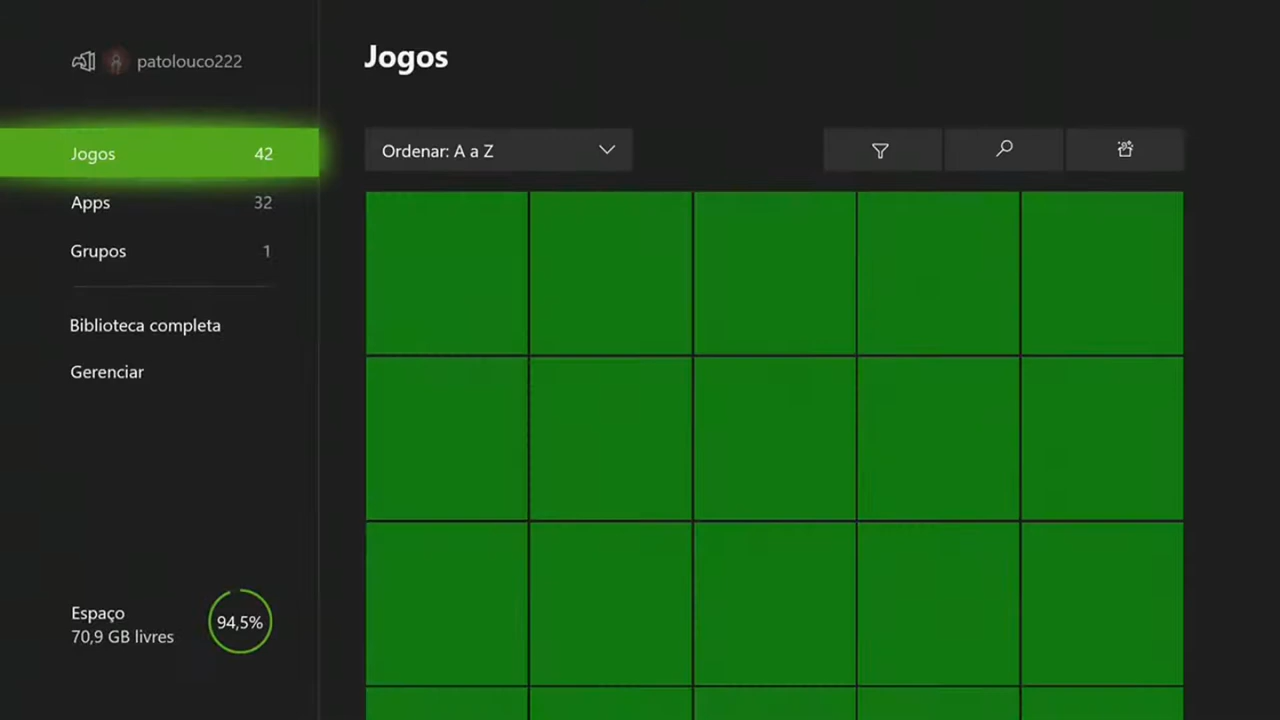 patolouco222
Jogos
Jogos 42
Apps 32
Grupos 1
Biblioteca completa
Gerenciar
Espaço
70,9 GB livres
94,5%
Ordenar: A a Z